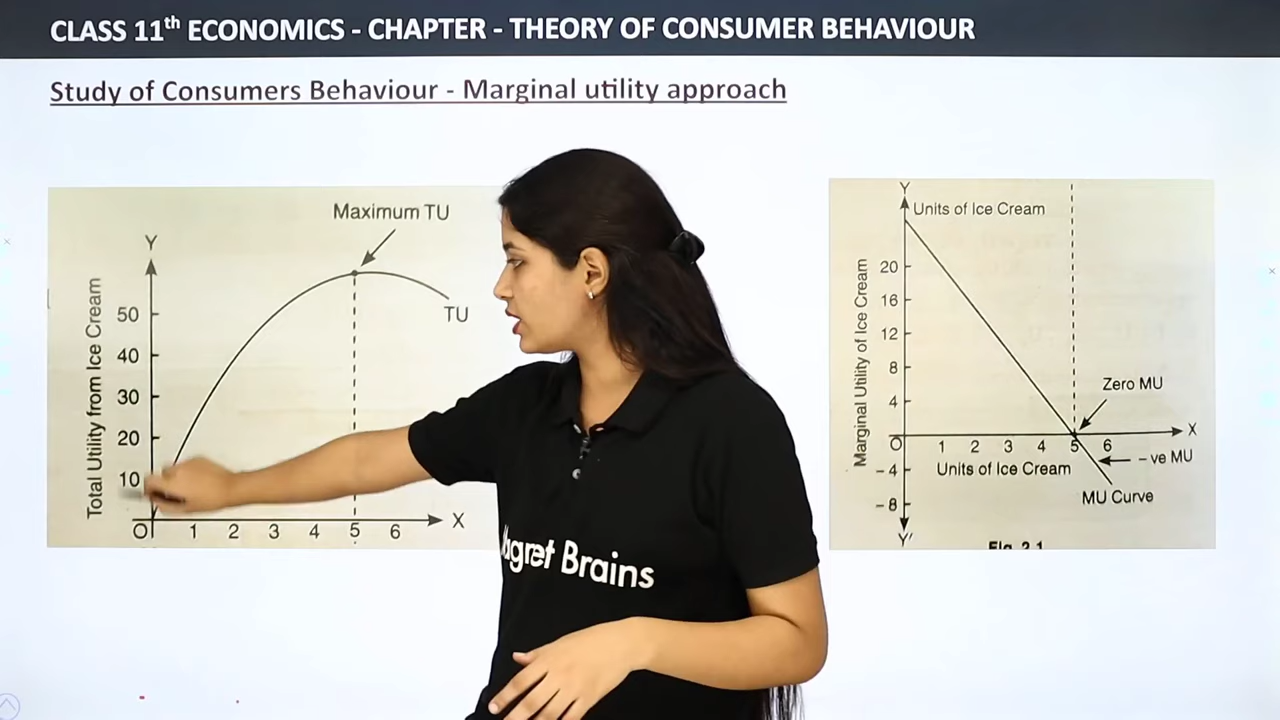 CLASS 11th ECONOMICS - CHAPTER - THEORY OF CONSUMER BEHAVIOUR
Study of Consumers Behaviour - Marginal utility approach
Maximum TU
Y
Total Utility from Ice Cream
50
40
30
20
10
TU
O 1 2 3 4 5 6 X
Y
Units of Ice Cream
Marginal Utility of Ice Cream
20
16
12
8
4
Zero MU
O 1 2 3 4 5 6 X
- 4
Units of Ice Cream
- ve MU
MU Curve
- 8
Y'
Brains